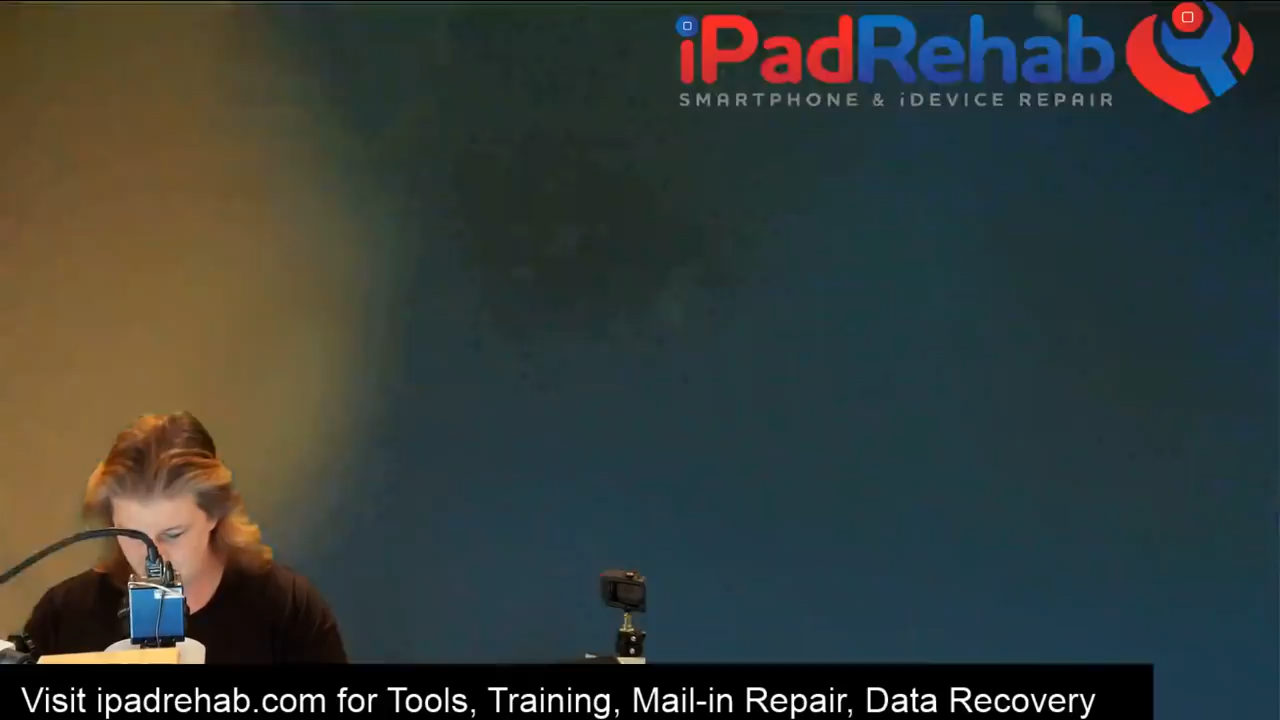 iPadRehab
SMARTPHONE & iDEVICE REPAIR
Visit ipadrehab.com for Tools, Training, Mail-in Repair, Data Recovery